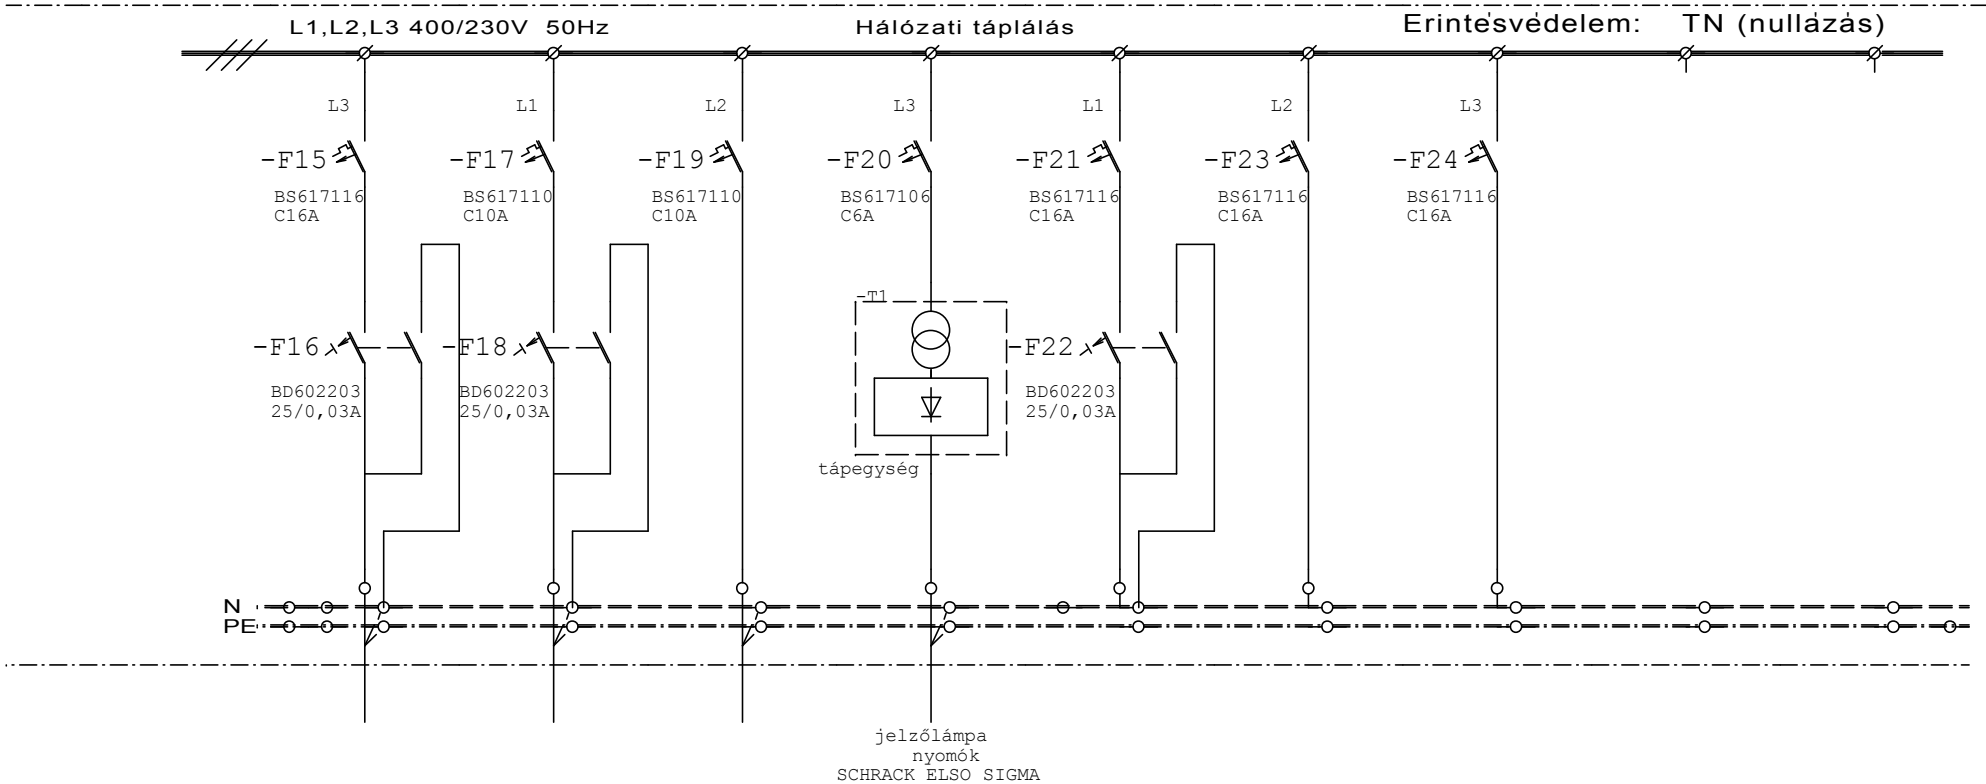 L1,L2,L3 400/230V 50Hz
Hálózati táplálás
Érintésvédelem: TN (nullázás)
L3
L1
L2
L3
L1
L2
L3
-F15
-F17
-F19
-F20
-F21
-F23
-F24
BS617116
C16A
BS617110
C10A
BS617110
C10A
BS617106
C6A
BS617116
C16A
BS617116
C16A
BS617116
C16A
-T1
-F16
-F18
-F22
BD602203
25/0,03A
BD602203
25/0,03A
BD602203
25/0,03A
tápegység
N
PE
jelzőlámpa
nyomók
SCHRACK ELSO SIGMA